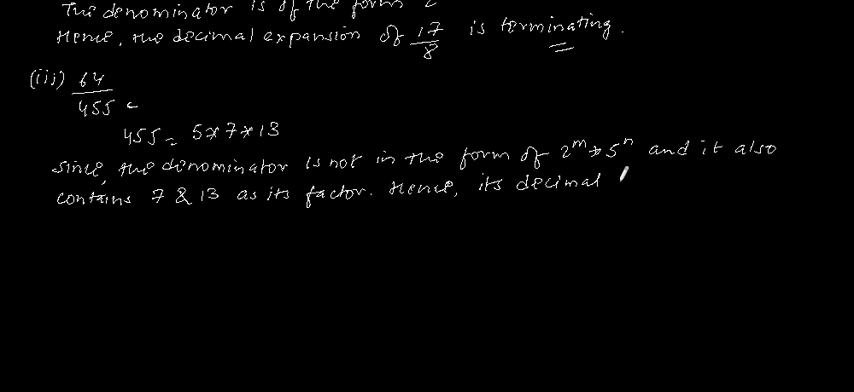 The denominator is of the form 2
Hence, the decimal expansion of 17/8 is terminating.
(iii) 64/455 =
455 = 5*7*13
Since, the denominator is not in the form of 2^m * 5^n and it also
contains 7 & 13 as its factor. Hence, its decimal